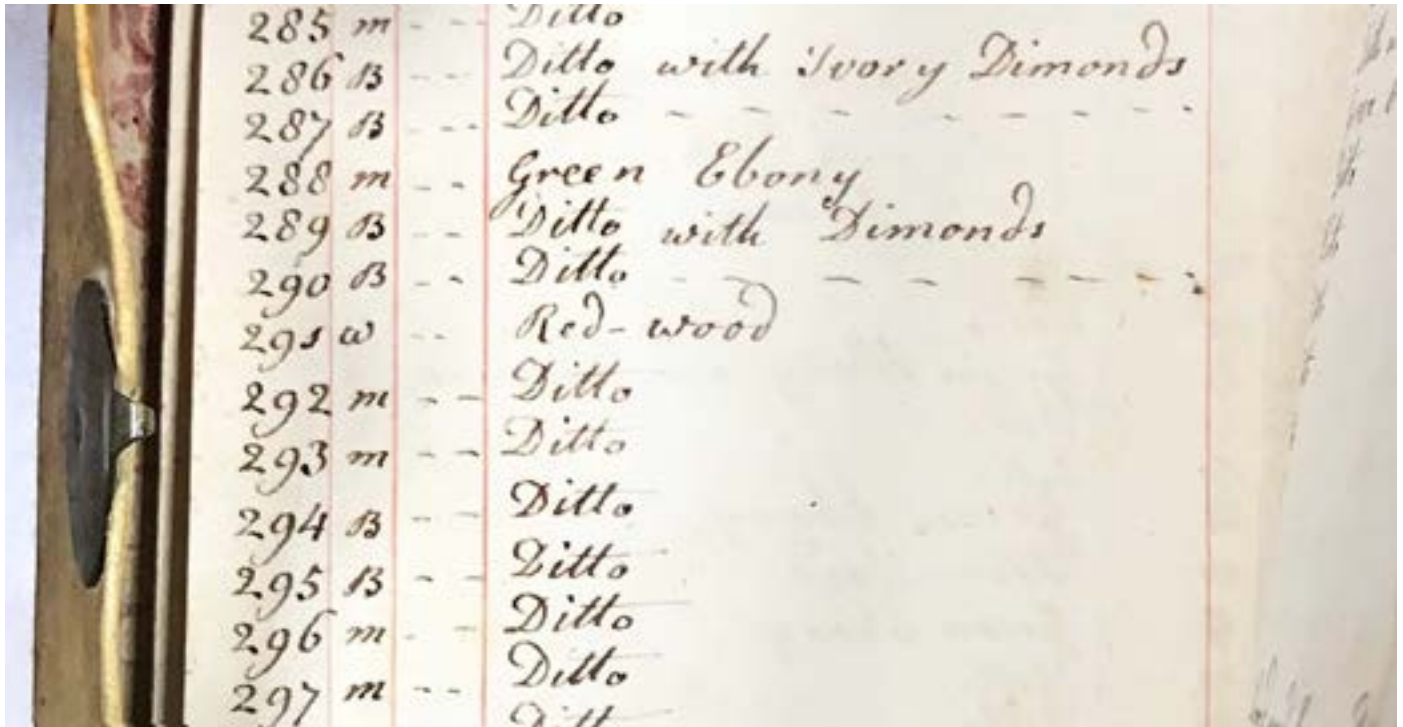 285 m - - - Ditto
286 B - - - Ditto with Ivory Dimonds
287 B - - - Ditto - - - - - - - -
288 m - - Green Ebony
289 B - - Ditto with Dimonds
290 B - - Ditto - - - - - - - -
291 w - - Red-wood
292 m - - Ditto
293 m - - Ditto
294 B - - Ditto
295 B - - Ditto
296 m - - Ditto
297 m - - Ditto
Ditto